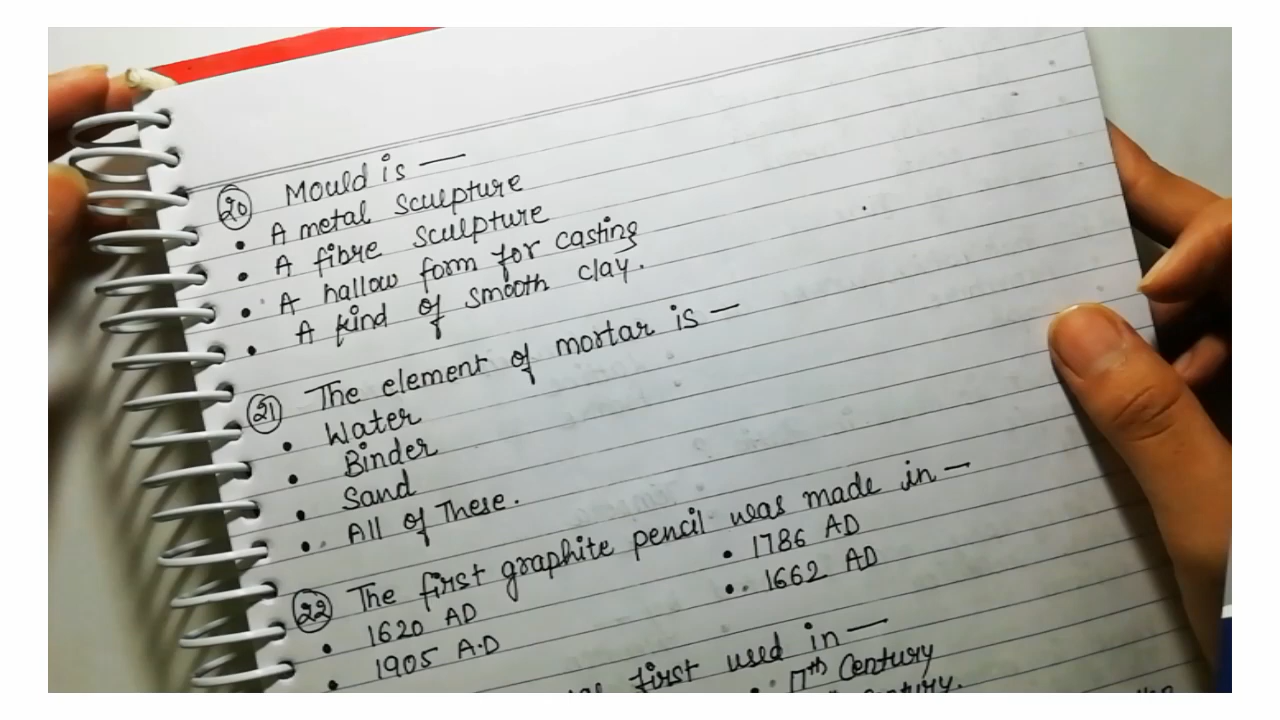 20 Mould is —
• A metal sculpture
• A fibre sculpture
• A hallow form for casting
• A kind of smooth clay.
21 The element of mortar is —
• Water
• Binder
• Sand
• All of These.
22 The first graphite pencil was made in —
• 1620 AD • 1786 AD
• 1905 A.D • 1662 AD
first used in —
• 17th Century